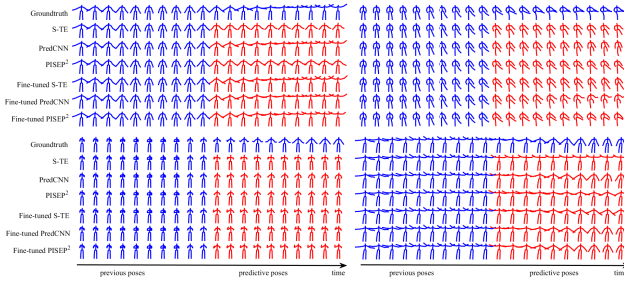 Groundtruth
S-TE
PredCNN
PISEP²
Fine-tuned S-TE
Fine-tuned PredCNN
Fine-tuned PISEP²
Groundtruth
S-TE
PredCNN
PISEP²
Fine-tuned S-TE
Fine-tuned PredCNN
Fine-tuned PISEP²
previous poses predictive poses time
previous poses predictive poses time